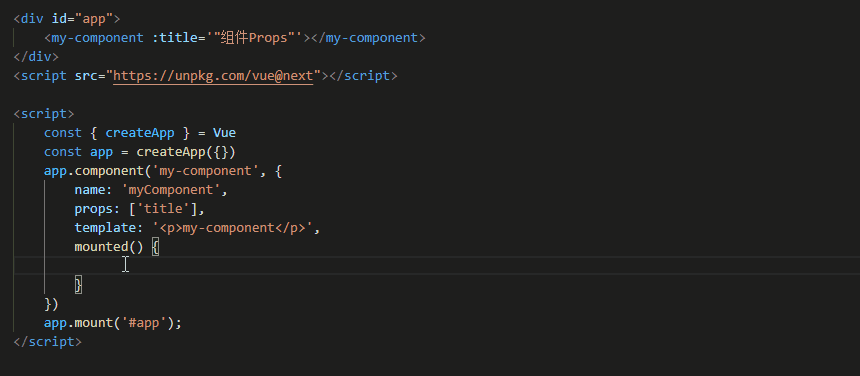 <div id="app">
    <my-component :title='"组件Props"'></my-component>
</div>
<script src="https://unpkg.com/vue@next"></script>
<script>
    const { createApp } = Vue
    const app = createApp({})
    app.component('my-component', {
        name: 'myComponent',
        props: ['title'],
        template: '<p>my-component</p>',
        mounted() {
        }
    })
    app.mount('#app');
</script>